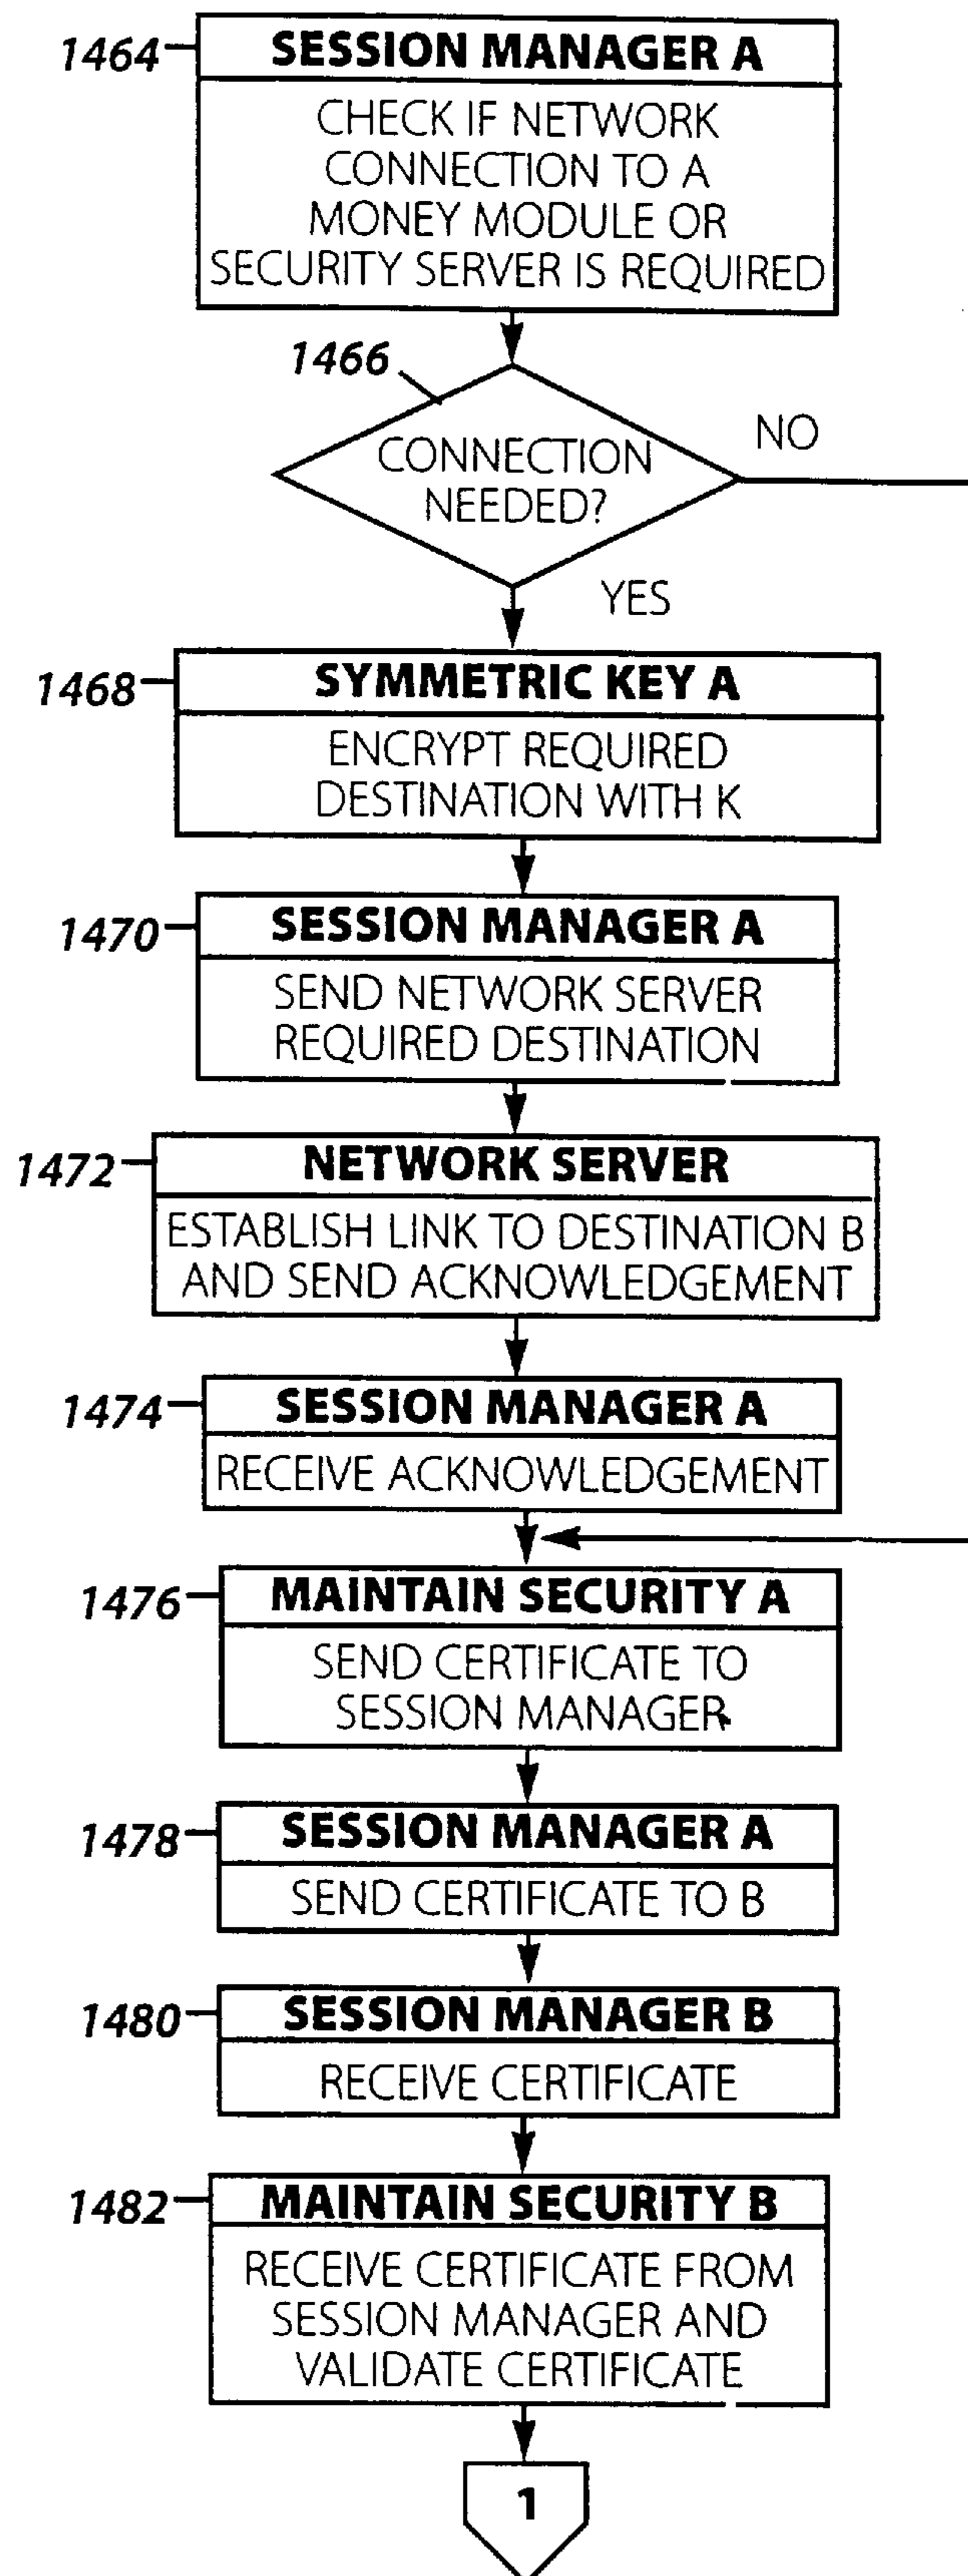 1464
SESSION MANAGER A
CHECK IF NETWORK
CONNECTION TO A
MONEY MODULE OR
SECURITY SERVER IS REQUIRED
1466
CONNECTION
NEEDED?
NO
YES
1468
SYMMETRIC KEY A
ENCRYPT REQUIRED
DESTINATION WITH K
1470
SESSION MANAGER A
SEND NETWORK SERVER
REQUIRED DESTINATION
1472
NETWORK SERVER
ESTABLISH LINK TO DESTINATION B
AND SEND ACKNOWLEDGEMENT
1474
SESSION MANAGER A
RECEIVE ACKNOWLEDGEMENT
1476
MAINTAIN SECURITY A
SEND CERTIFICATE TO
SESSION MANAGER
1478
SESSION MANAGER A
SEND CERTIFICATE TO B
1480
SESSION MANAGER B
RECEIVE CERTIFICATE
1482
MAINTAIN SECURITY B
RECEIVE CERTIFICATE FROM
SESSION MANAGER AND
VALIDATE CERTIFICATE
1